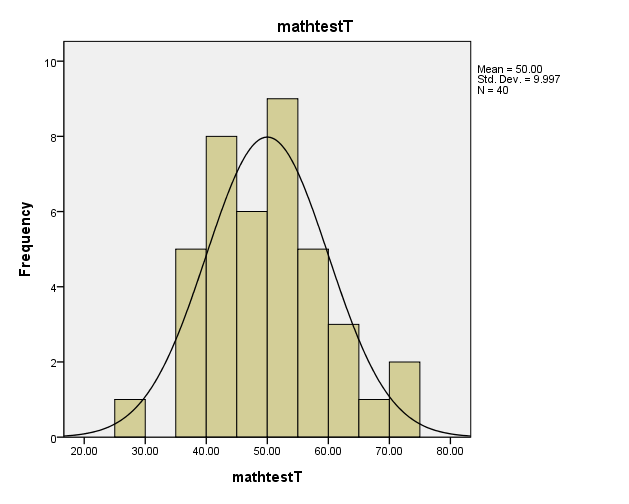 mathtestT
Mean = 50.00
Std. Dev. = 9.997
N = 40
Frequency
10
8
6
4
2
0
20.00 30.00 40.00 50.00 60.00 70.00 80.00
mathtestT